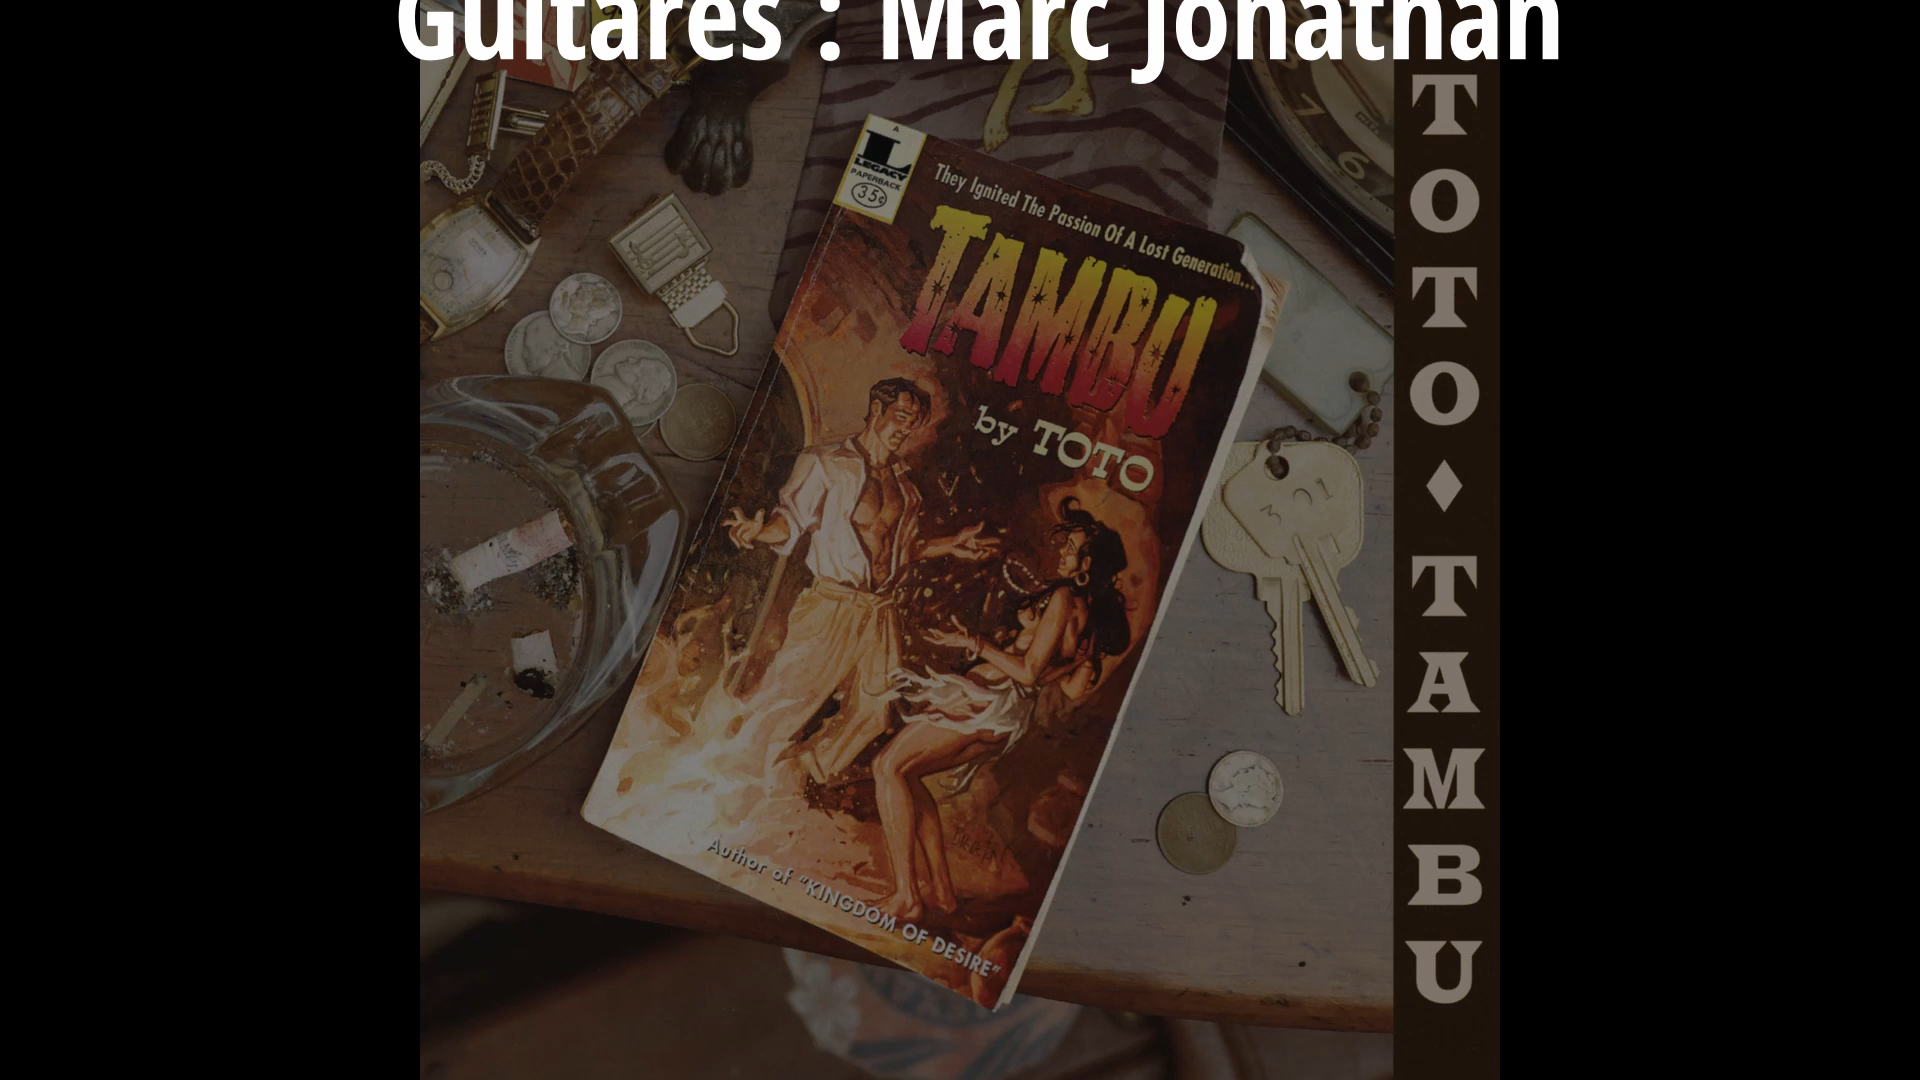 Guitares : Marc Jonathan
A
L
LEGACY
PAPERBACK
35¢
They Ignited The Passion Of A Lost Generation...
TAMBU
by TOTO
Author of "KINGDOM OF DESIRE"
TOTO ♦ TAMBU